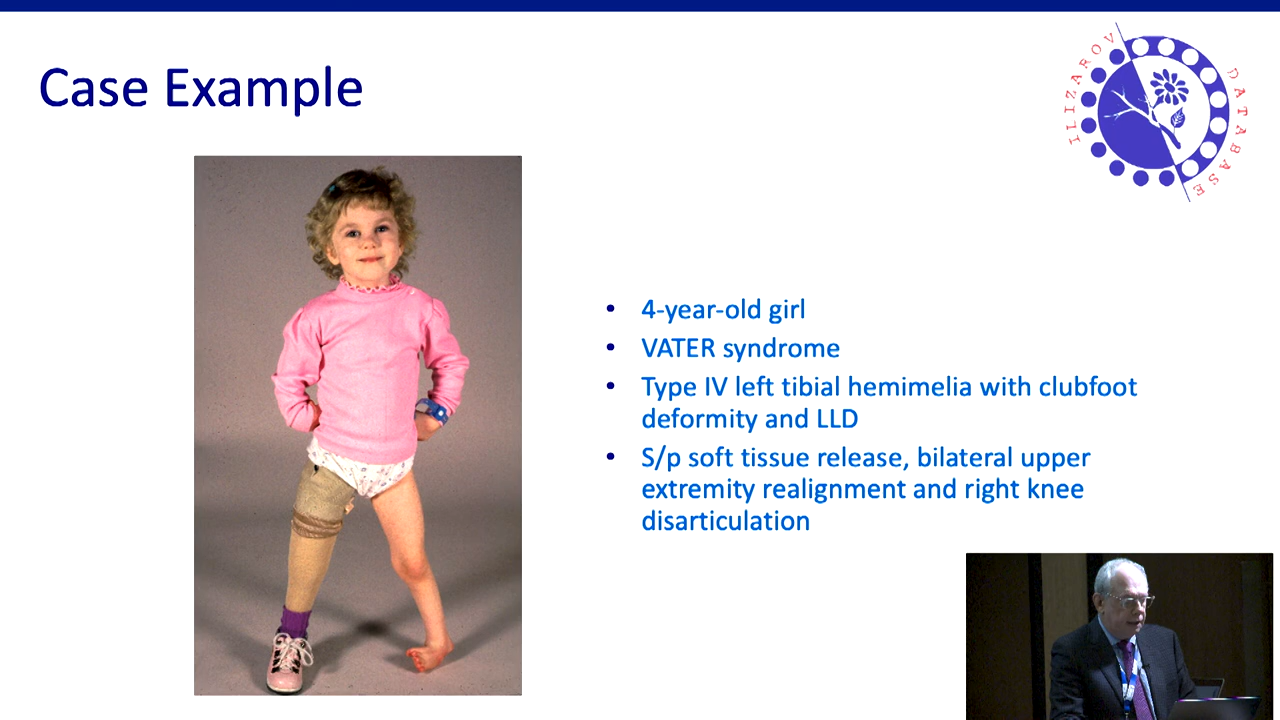 Case Example
ILIZAROV DATABASE
• 4-year-old girl
• VATER syndrome
• Type IV left tibial hemimelia with clubfoot
deformity and LLD
• S/p soft tissue release, bilateral upper
extremity realignment and right knee
disarticulation